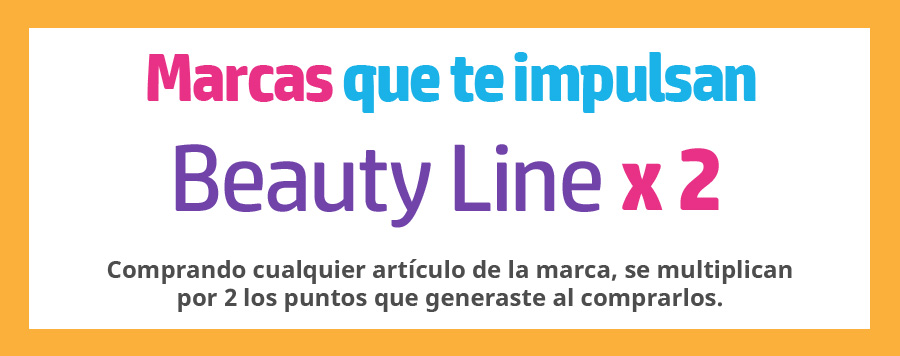 Marcas que te impulsan
Beauty Line x 2
Comprando cualquier artículo de la marca, se multiplican
por 2 los puntos que generaste al comprarlos.